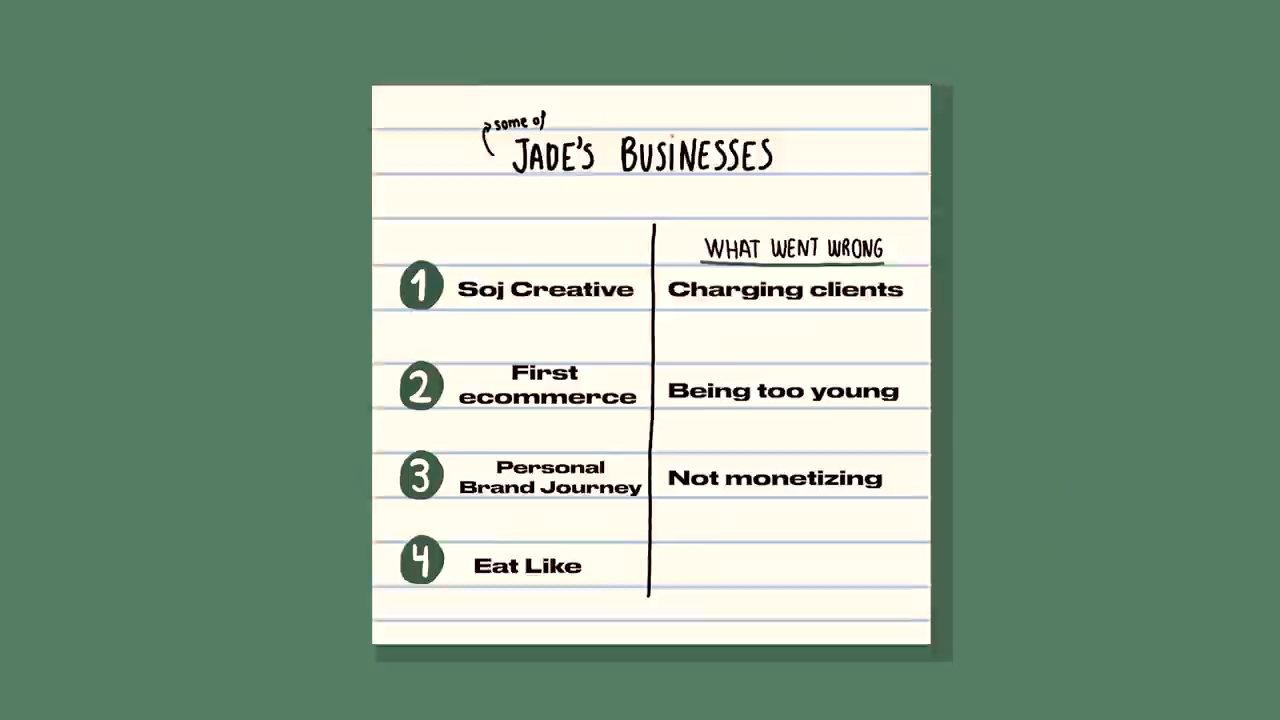 some of
JADE'S BUSINESSES
WHAT WENT WRONG
1 Soj Creative Charging clients
2 First
ecommerce Being too young
3 Personal
Brand Journey Not monetizing
4 Eat Like